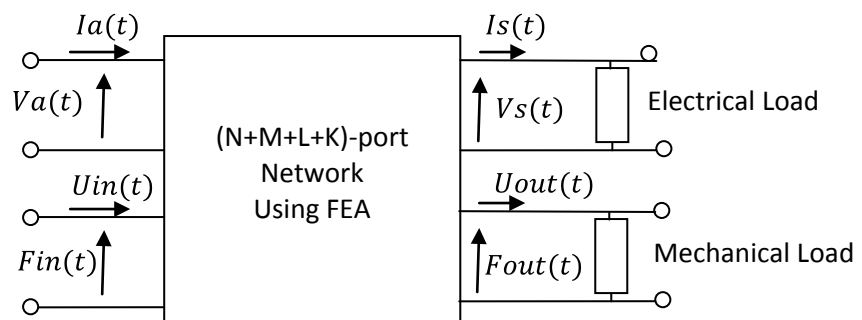 Ia(t)
Va(t)
Uin(t)
Fin(t)
(N+M+L+K)-port
Network
Using FEA
Is(t)
Vs(t)
Electrical Load
Uout(t)
Fout(t)
Mechanical Load